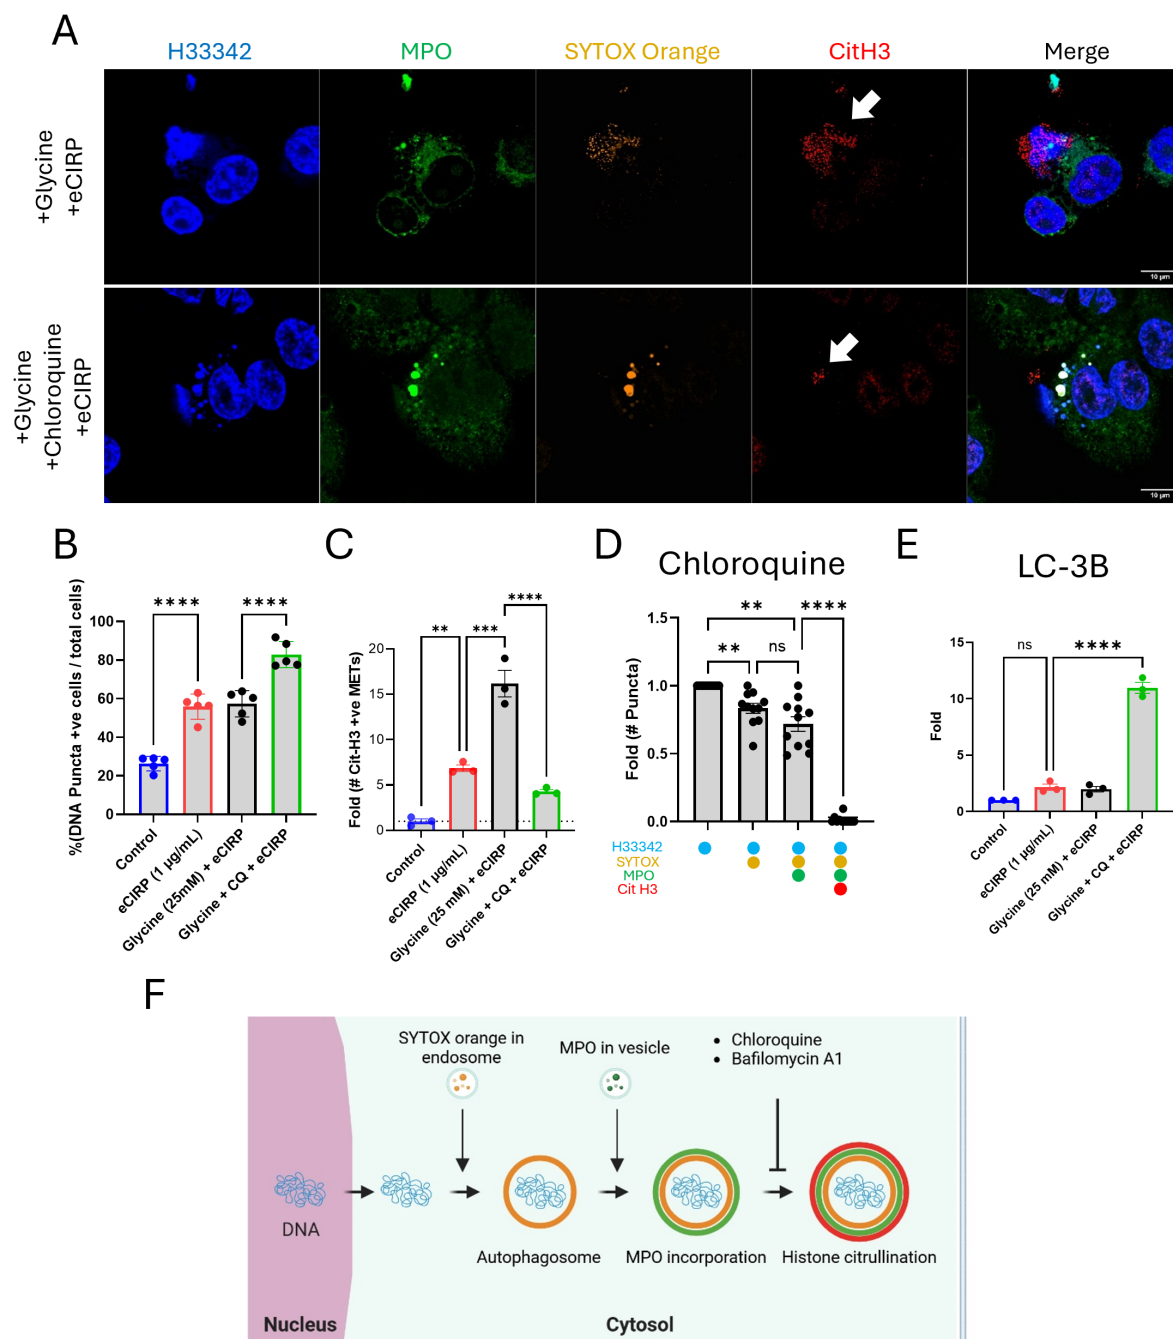 A
H33342
MPO
SYTOX Orange
CitH3
Merge
+Glycine
+eCIRP
10 μm
+Glycine
+Chloroquine
+eCIRP
10 μm
B
%(DNA Puncta +ve cells / total cells)
100
80
60
40
20
0
****
****
Control
eCIRP (1 μg/mL)
Glycine (25mM) + eCIRP
Glycine + CQ + eCIRP
C
Fold (# Cit-H3 +ve METs)
20
15
10
5
0
**
***
****
Control
eCIRP (1 μg/mL)
Glycine (25 mM) + eCIRP
Glycine + CQ + eCIRP
D
Chloroquine
Fold (# Puncta)
1.5
1.0
0.5
0.0
**
****
**
ns
H33342
SYTOX
MPO
Cit H3
E
LC-3B
Fold
15
10
5
0
ns
****
Control
eCIRP (1 μg/mL)
Glycine (25 mM) + eCIRP
Glycine + CQ + eCIRP
F
SYTOX orange in
endosome
MPO in vesicle
• Chloroquine
• Bafilomycin A1
DNA
Autophagosome
MPO incorporation
Histone citrullination
Nucleus
Cytosol